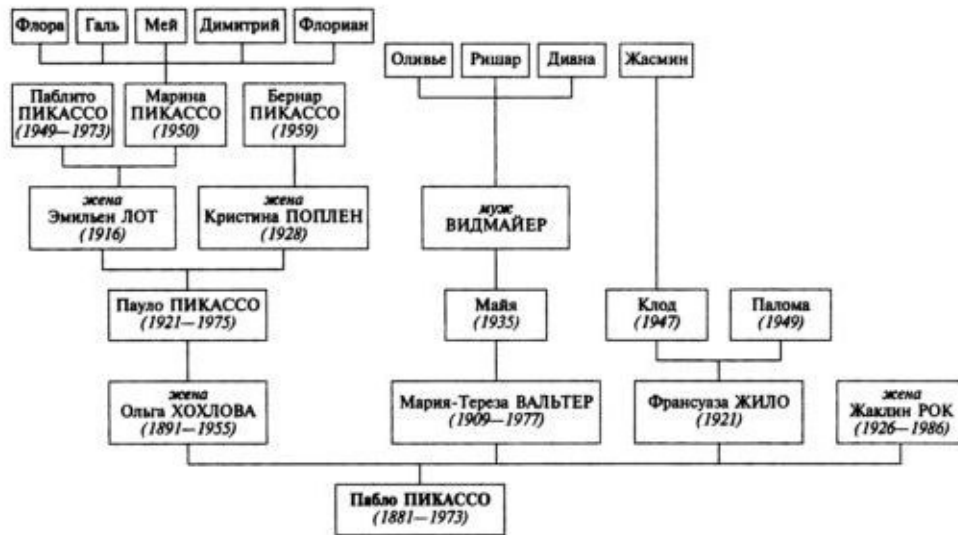 Флора
Галь
Мей
Димитрий
Флориан
Оливье
Ришар
Диана
Жасмин
Паблито
ПИКАССО
(1949—1973)
Марина
ПИКАССО
(1950)
Бернар
ПИКАССО
(1959)
жена
Эмильен ЛОТ
(1916)
жена
Кристина ПОПЛЕН
(1928)
муж
ВИДМАЙЕР
Пауло ПИКАССО
(1921—1975)
Майя
(1935)
Клод
(1947)
Палома
(1949)
жена
Ольга ХОХЛОВА
(1891—1955)
Мария-Тереза ВАЛЬТЕР
(1909—1977)
Франсуаза ЖИЛО
(1921)
жена
Жаклин РОК
(1926—1986)
Пабло ПИКАССО
(1881—1973)